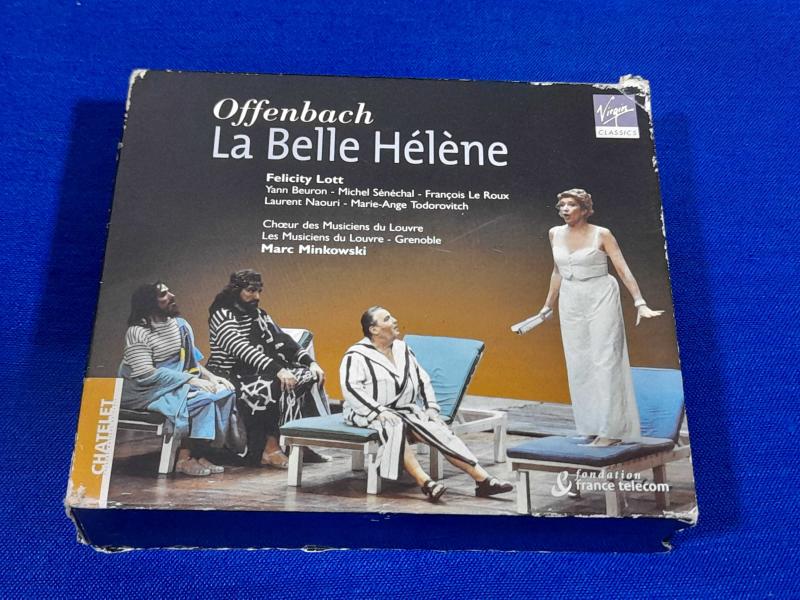 Offenbach
La Belle Hélène
Virgin
CLASSICS
Felicity Lott
Yann Beuron - Michel Sénéchal - François Le Roux
Laurent Naouri - Marie-Ange Todorovitch
Chœur des Musiciens du Louvre
Les Musiciens du Louvre - Grenoble
Marc Minkowski
CHATELET
fondation
& france telecom